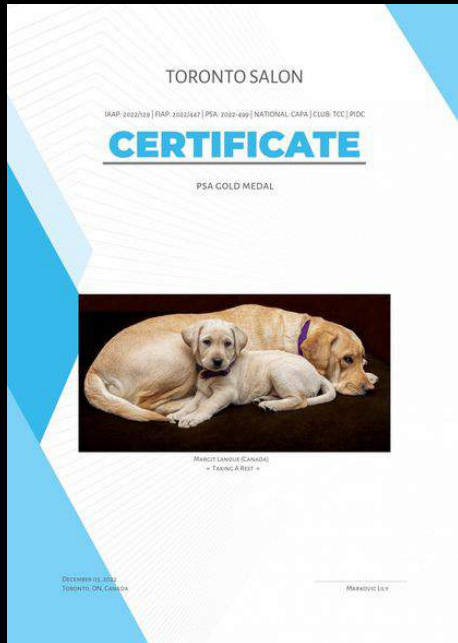 TORONTO SALON
IAAP: 2022/129 | FIAP: 2022/447 | PSA: 2022-499 | NATIONAL: CAPA | CLUB: TCC | PIDC
CERTIFICATE
PSA GOLD MEDAL
Margit Langue (Canada)
Taking A Rest
December 03, 2022
Toronto, ON, Canada
Markovic Lily